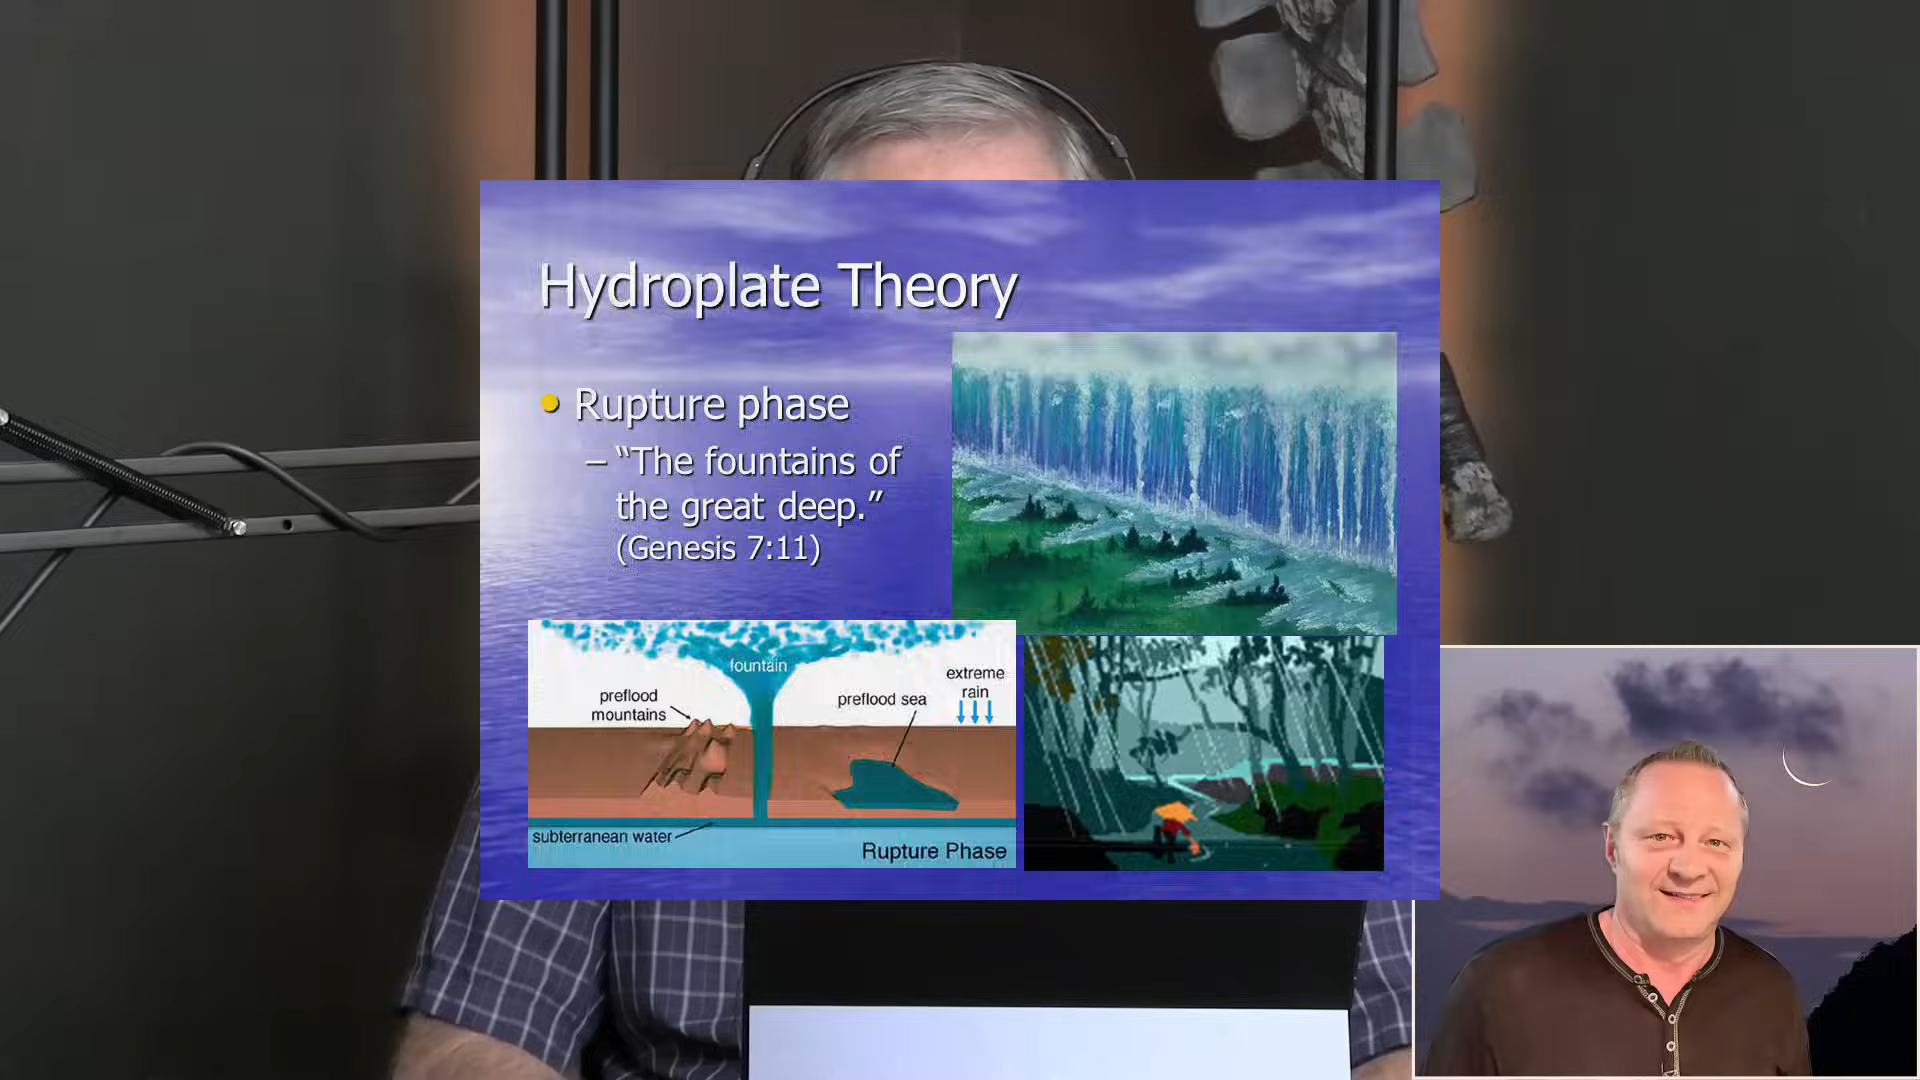 Hydroplate Theory
• Rupture phase
– “The fountains of
the great deep.”
(Genesis 7:11)
fountain
extreme
rain
preflood
mountains
preflood sea
subterranean water
Rupture Phase